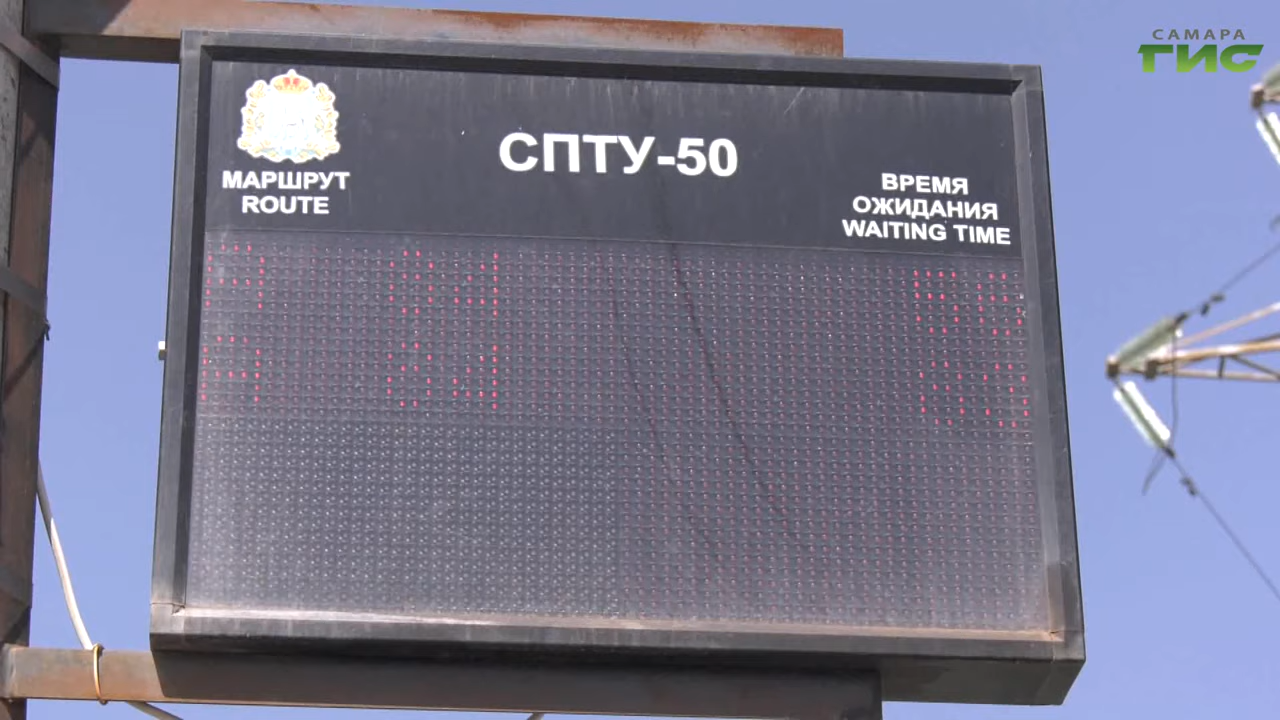 САМАРА
ГИС
СПТУ-50
МАРШРУТ
ROUTE
ВРЕМЯ
ОЖИДАНИЯ
WAITING TIME